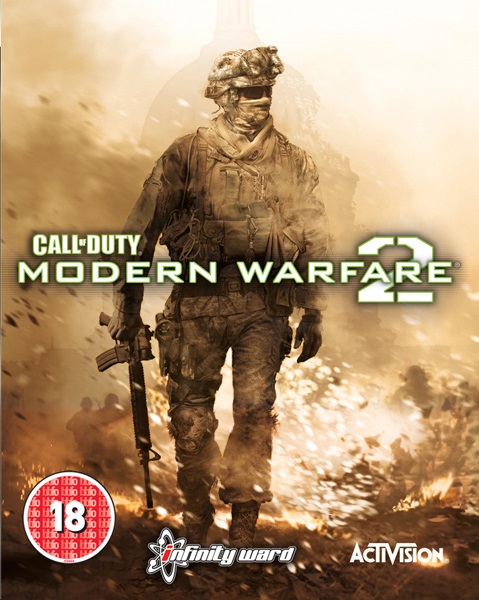 CALL OF DUTY
MODERN WARFARE 2®
18
infinity ward
ACTIVISION